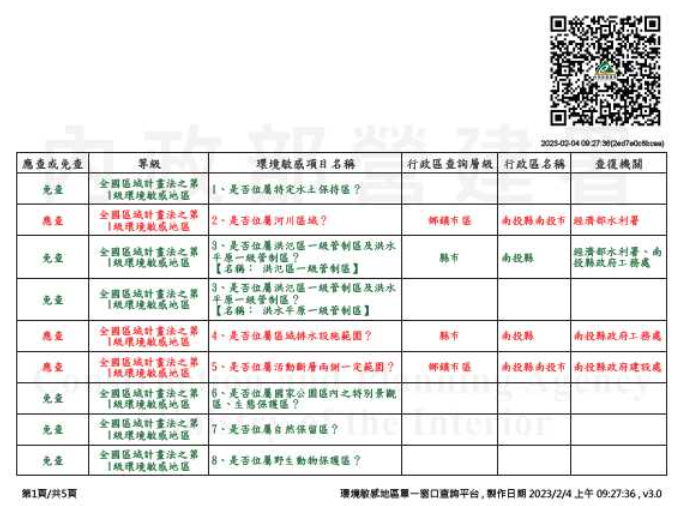 內政部營建署
2023-02-04 09:27:36
應查或免查 等級 環境敏感項目名稱 行政區查詢層級 行政區名稱 查復機關
免查 全國區域計畫法之第 1、是否位屬特定水土保持區？
1級環境敏感地區
應查 全國區域計畫法之第 2、是否位屬河川區域？ 鄉鎮市區 南投縣南投市 經濟部水利署
1級環境敏感地區
3、是否位屬洪氾區一級管制區及洪水
免查 全國區域計畫法之第 平原一級管制區？ 縣市 南投縣 經濟部水利署、南
1級環境敏感地區 【名稱： 洪氾區一級管制區】 投縣政府工務處
3、是否位屬洪氾區一級管制區及洪水
免查 全國區域計畫法之第 平原一級管制區？
1級環境敏感地區 【名稱： 洪水平原一級管制區】
應查 全國區域計畫法之第 4、是否位屬區域排水設施範圍？ 縣市 南投縣 南投縣政府工務處
1級環境敏感地區
應查 全國區域計畫法之第 5、是否位屬活動斷層兩側一定範圍？ 鄉鎮市區 南投縣南投市 南投縣政府建設處
1級環境敏感地區
免查 全國區域計畫法之第 6、是否位屬國家公園區內之特別景觀
1級環境敏感地區 區、生態保護區？
免查 全國區域計畫法之第 7、是否位屬自然保留區？
1級環境敏感地區
免查 全國區域計畫法之第 8、是否位屬野生動物保護區？
1級環境敏感地區
第1頁/共5頁 環境敏感地區單一窗口查詢平台 , 製作日期 2023/2/4 上午 09:27:36 , v3.0